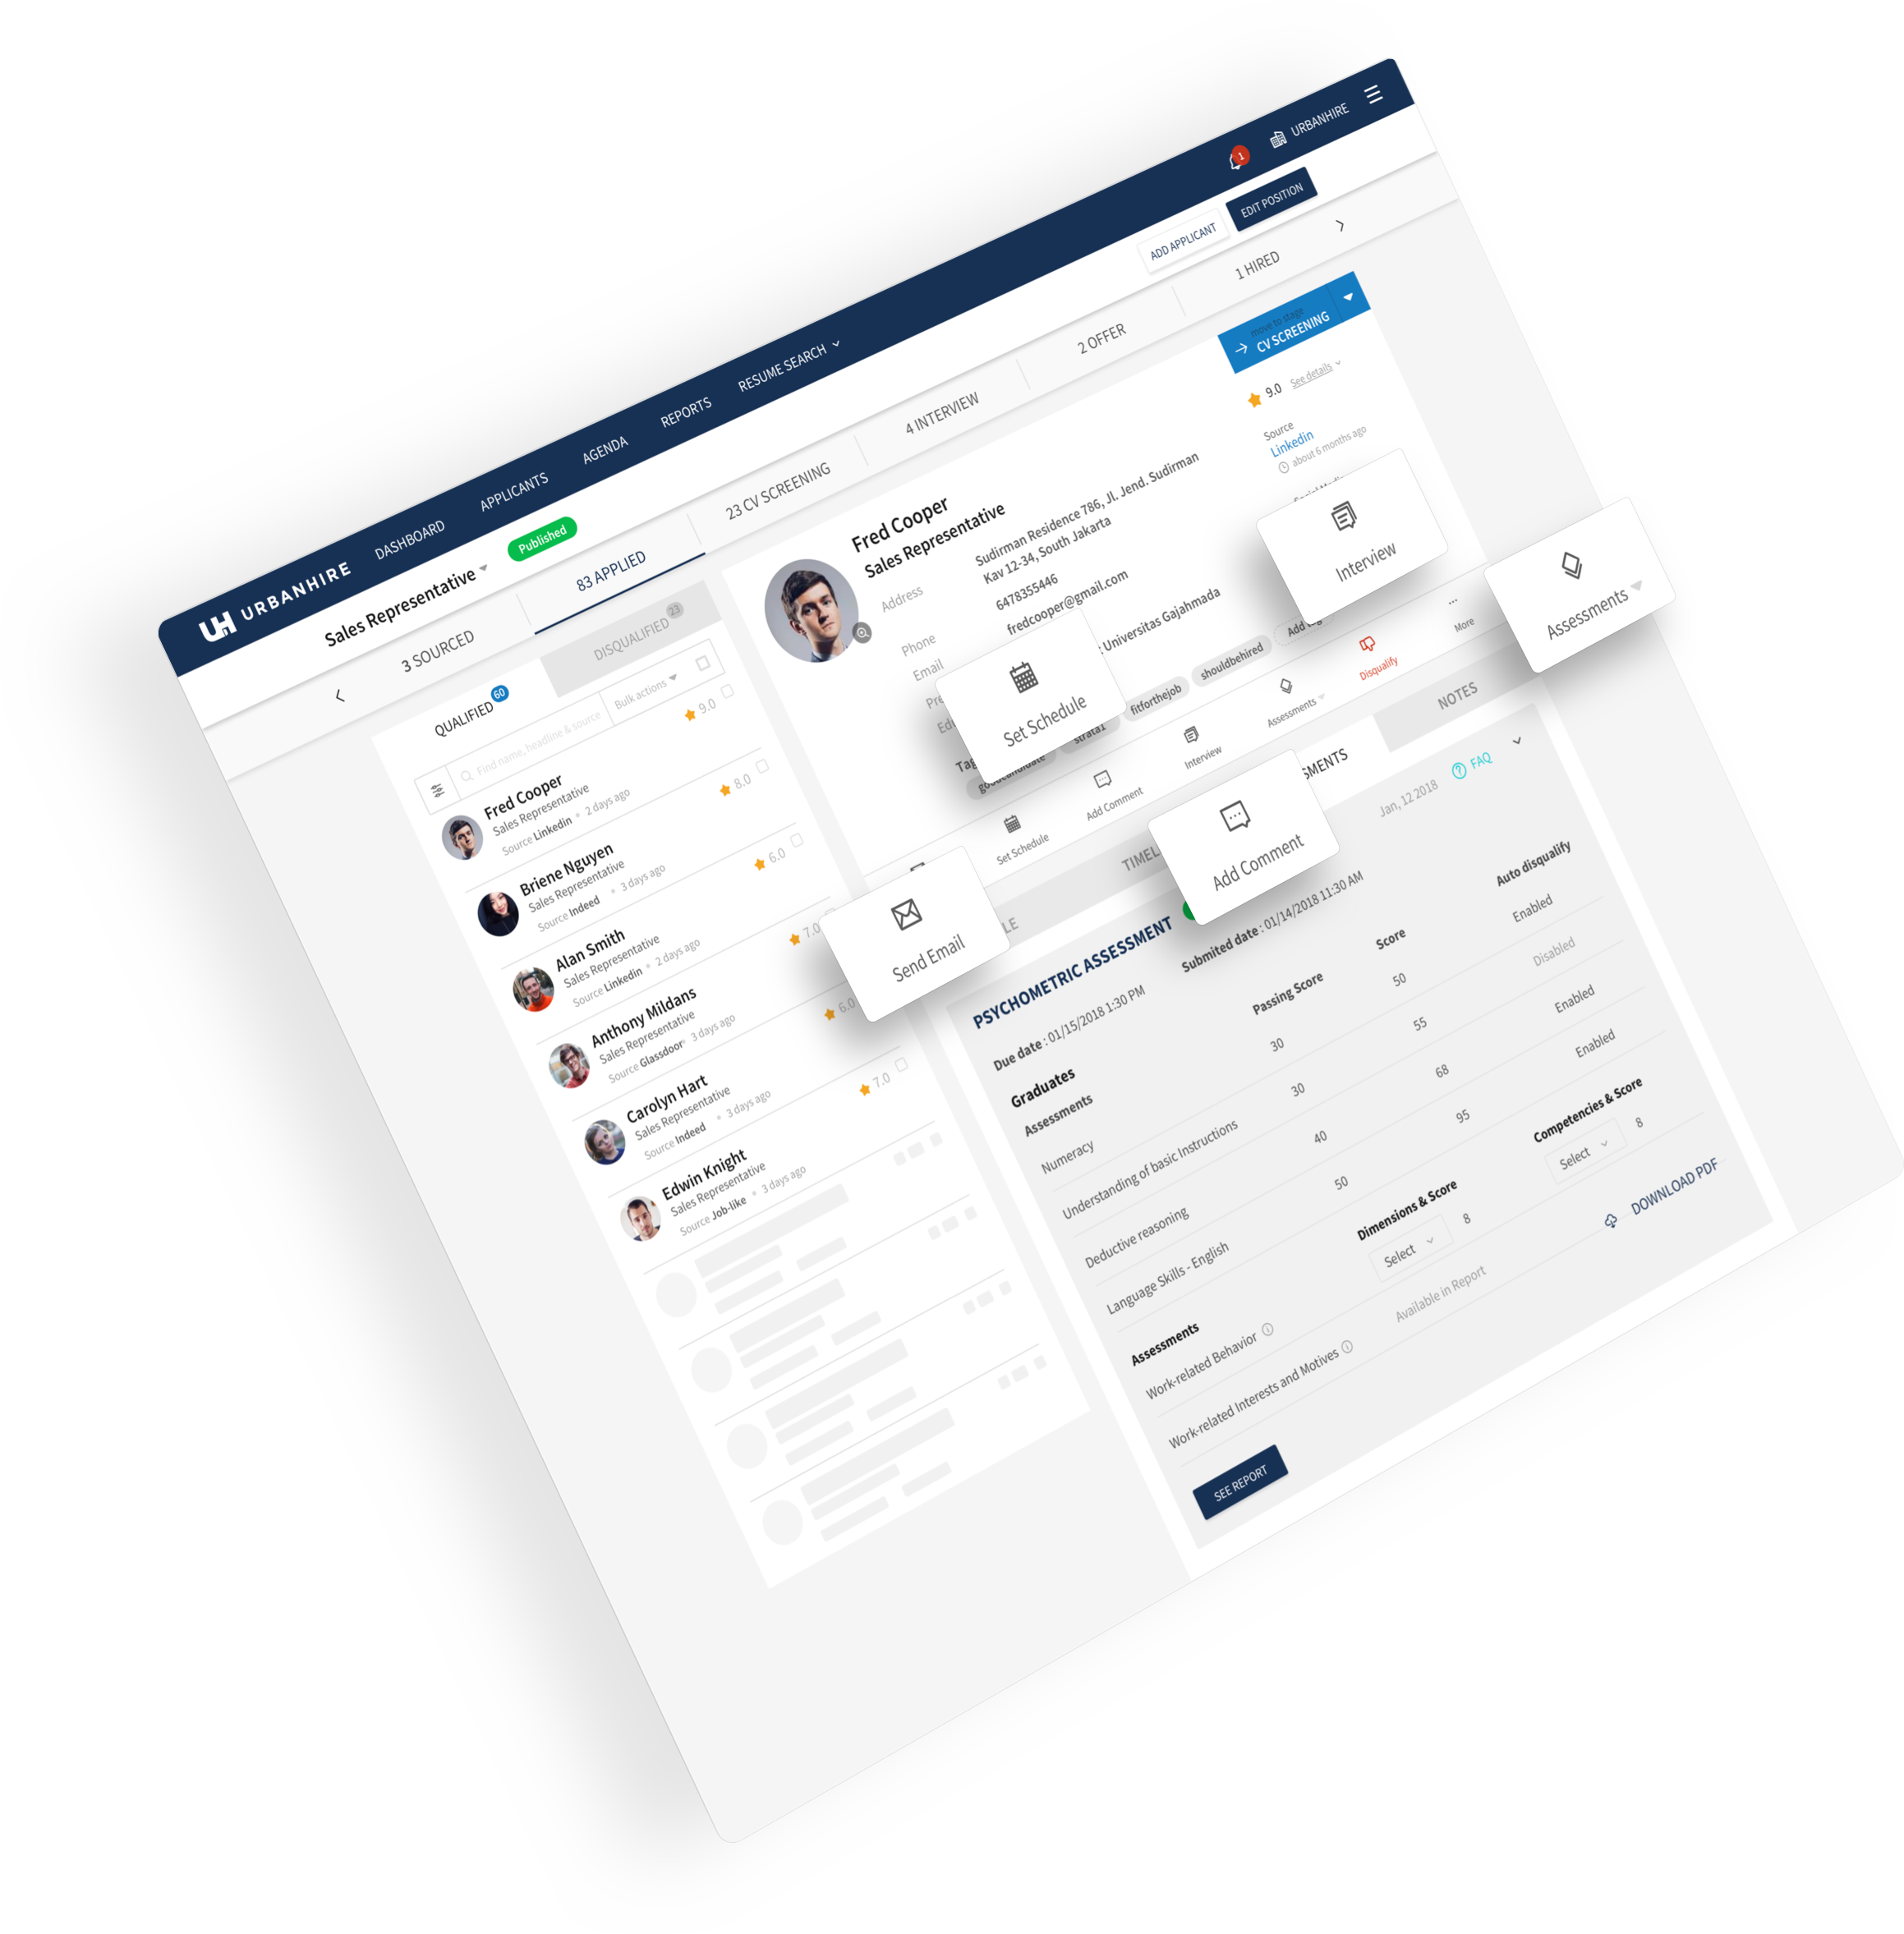 URBANHIRE
DASHBOARD
APPLICANTS
AGENDA
REPORTS
RESUME SEARCH
1
URBANHIRE
Sales Representative
Published
ADD APPLICANT
EDIT POSITION
3 SOURCED
83 APPLIED
23 CV SCREENING
4 INTERVIEW
2 OFFER
1 HIRED
QUALIFIED
60
DISQUALIFIED
23
Find name, headline & source
Bulk actions
Fred Cooper
Sales Representative
Source Linkedin • 2 days ago
9.0
Briene Nguyen
Sales Representative
Source Indeed • 3 days ago
8.0
Alan Smith
Sales Representative
Source Linkedin • 2 days ago
6.0
Anthony Mildans
Sales Representative
Source Glassdoor • 3 days ago
7.0
Carolyn Hart
Sales Representative
Source Indeed • 3 days ago
6.0
Edwin Knight
Sales Representative
Source Job-like • 3 days ago
7.0
Fred Cooper
Sales Representative
Address
Sudirman Residence 786, Jl. Jend. Sudirman
Kav 12-34, South Jakarta
Phone
6478355446
Email
fredcooper@gmail.com
Universitas Gajahmada
strata1
fitforthejob
shouldbehired
Add
move to stage
CV SCREENING
9.0
See details
Source
Linkedin
about 6 months ago
Set Schedule
Add Comment
Interview
Assessments
Disqualify
More
Send Email
Set Schedule
Add Comment
Interview
Assessments
NOTES
PSYCHOMETRIC ASSESSMENT
Jan, 12 2018
FAQ
Due date : 01/15/2018 1:30 PM
Submited date : 01/14/2018 11:30 AM
Graduates
Assessments
Passing Score
Score
Auto disqualify
Numeracy
30
50
Enabled
Understanding of basic Instructions
30
55
Disabled
Deductive reasoning
40
68
Enabled
Language Skills - English
50
95
Enabled
Assessments
Dimensions & Score
Competencies & Score
Work-related Behavior
Select
8
Select
8
Work-related Interests and Motives
Available in Report
DOWNLOAD PDF
SEE REPORT